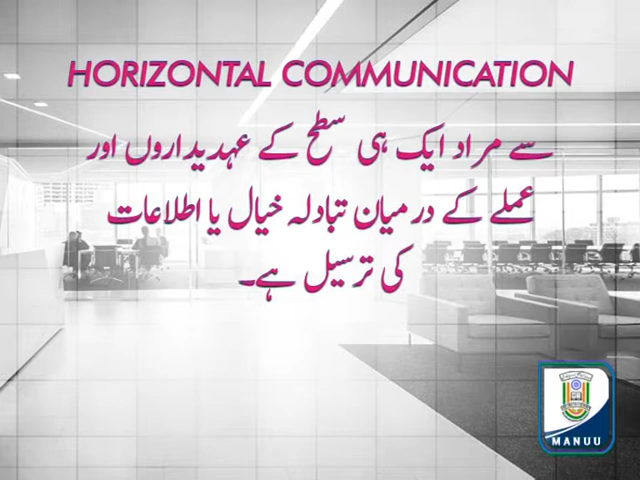 HORIZONTAL COMMUNICATION
سے مراد ایک ہی سطح کے عہدیداروں اور
عملے کے درمیان تبادلہ خیال یا اطلاعات
کی ترسیل ہے۔
MANUU